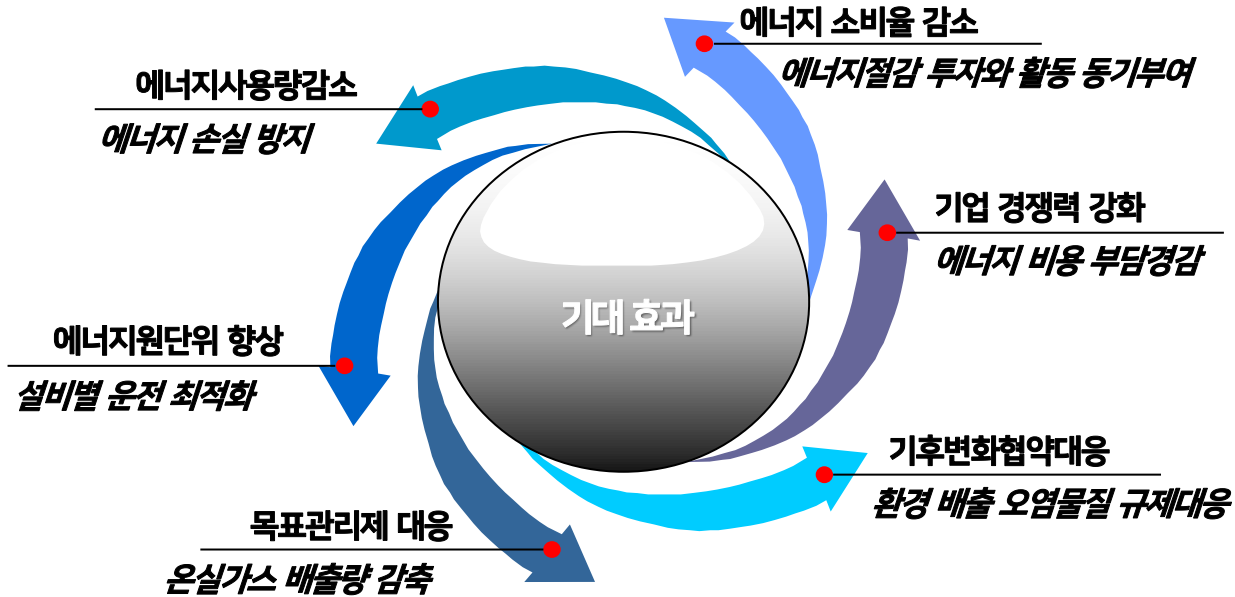 에너지 소비율 감소
에너지절감 투자와 활동 동기부여
에너지사용량감소
에너지 손실 방지
기업 경쟁력 강화
에너지 비용 부담경감
기대 효과
에너지원단위 향상
설비별 운전 최적화
기후변화협약대응
환경 배출 오염물질 규제대응
목표관리제 대응
온실가스 배출량 감축